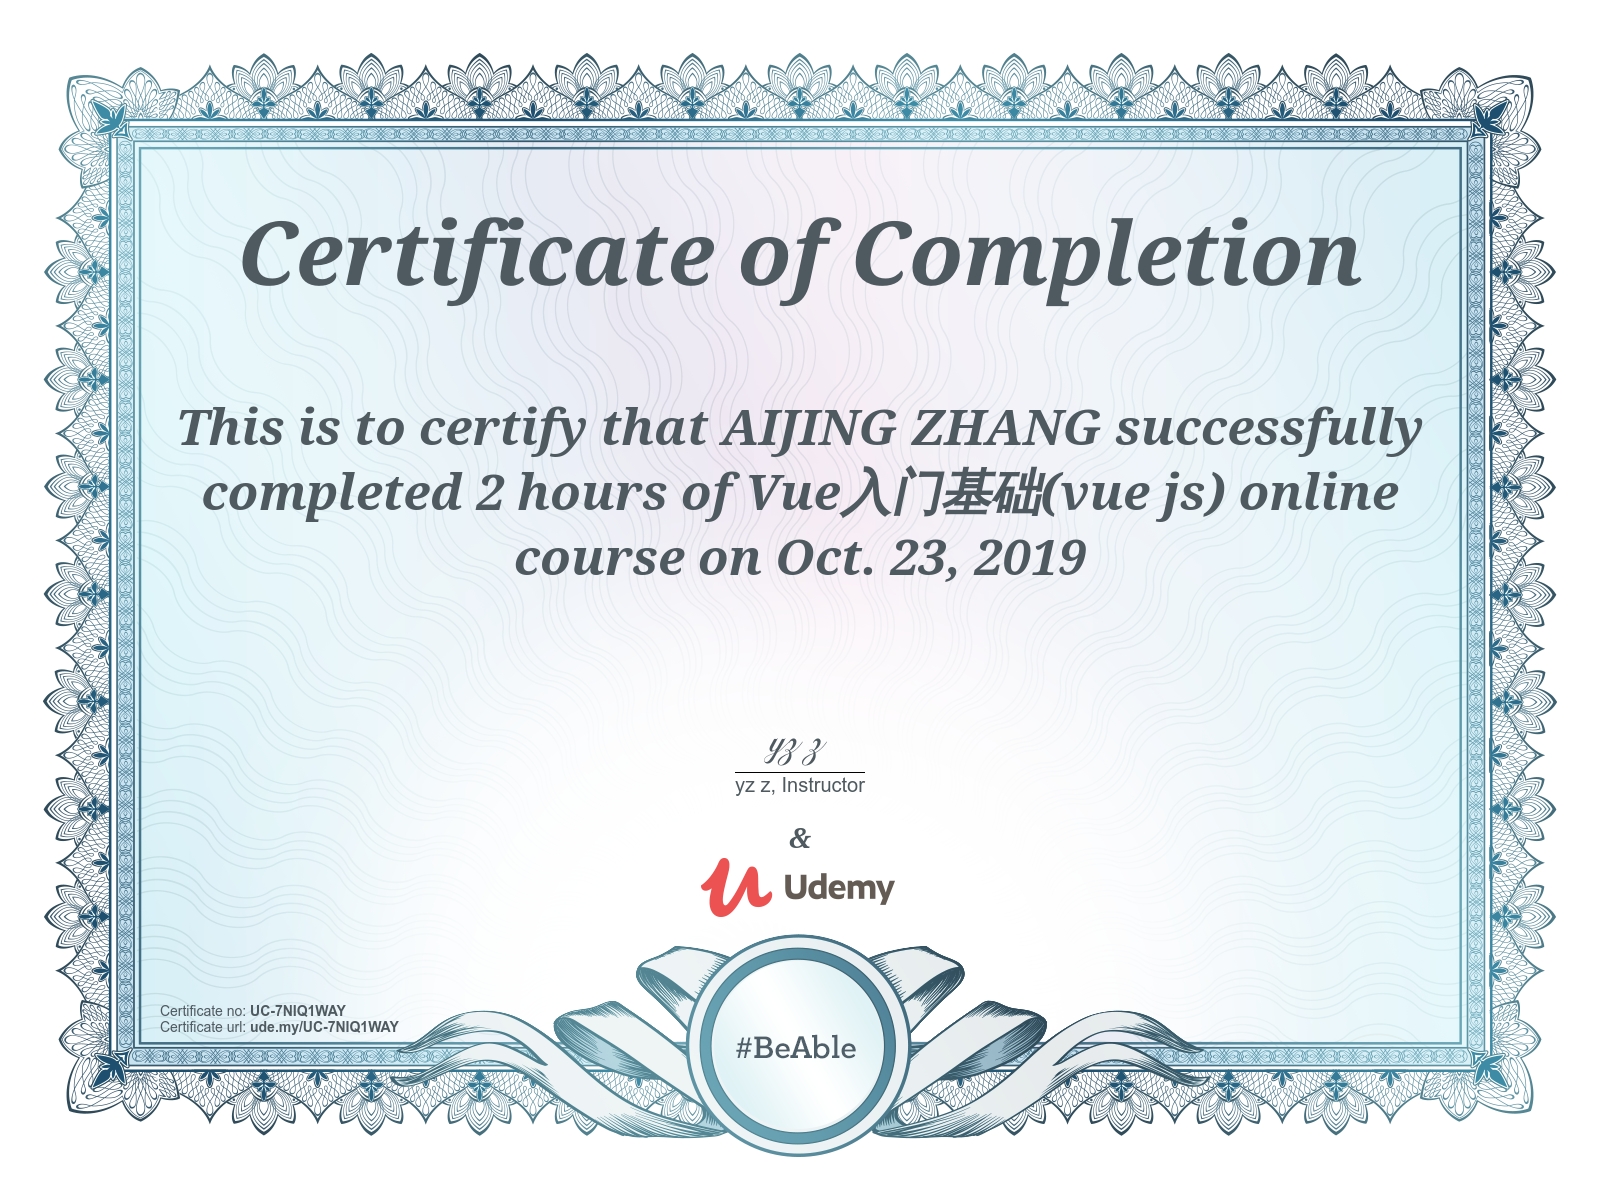 Certificate of Completion
This is to certify that AIJING ZHANG successfully
completed 2 hours of Vue入门基础(vue js) online
course on Oct. 23, 2019
yz z
yz z, Instructor
&
Udemy
Certificate no: UC-7NIQ1WAY
Certificate url: ude.my/UC-7NIQ1WAY
#BeAble